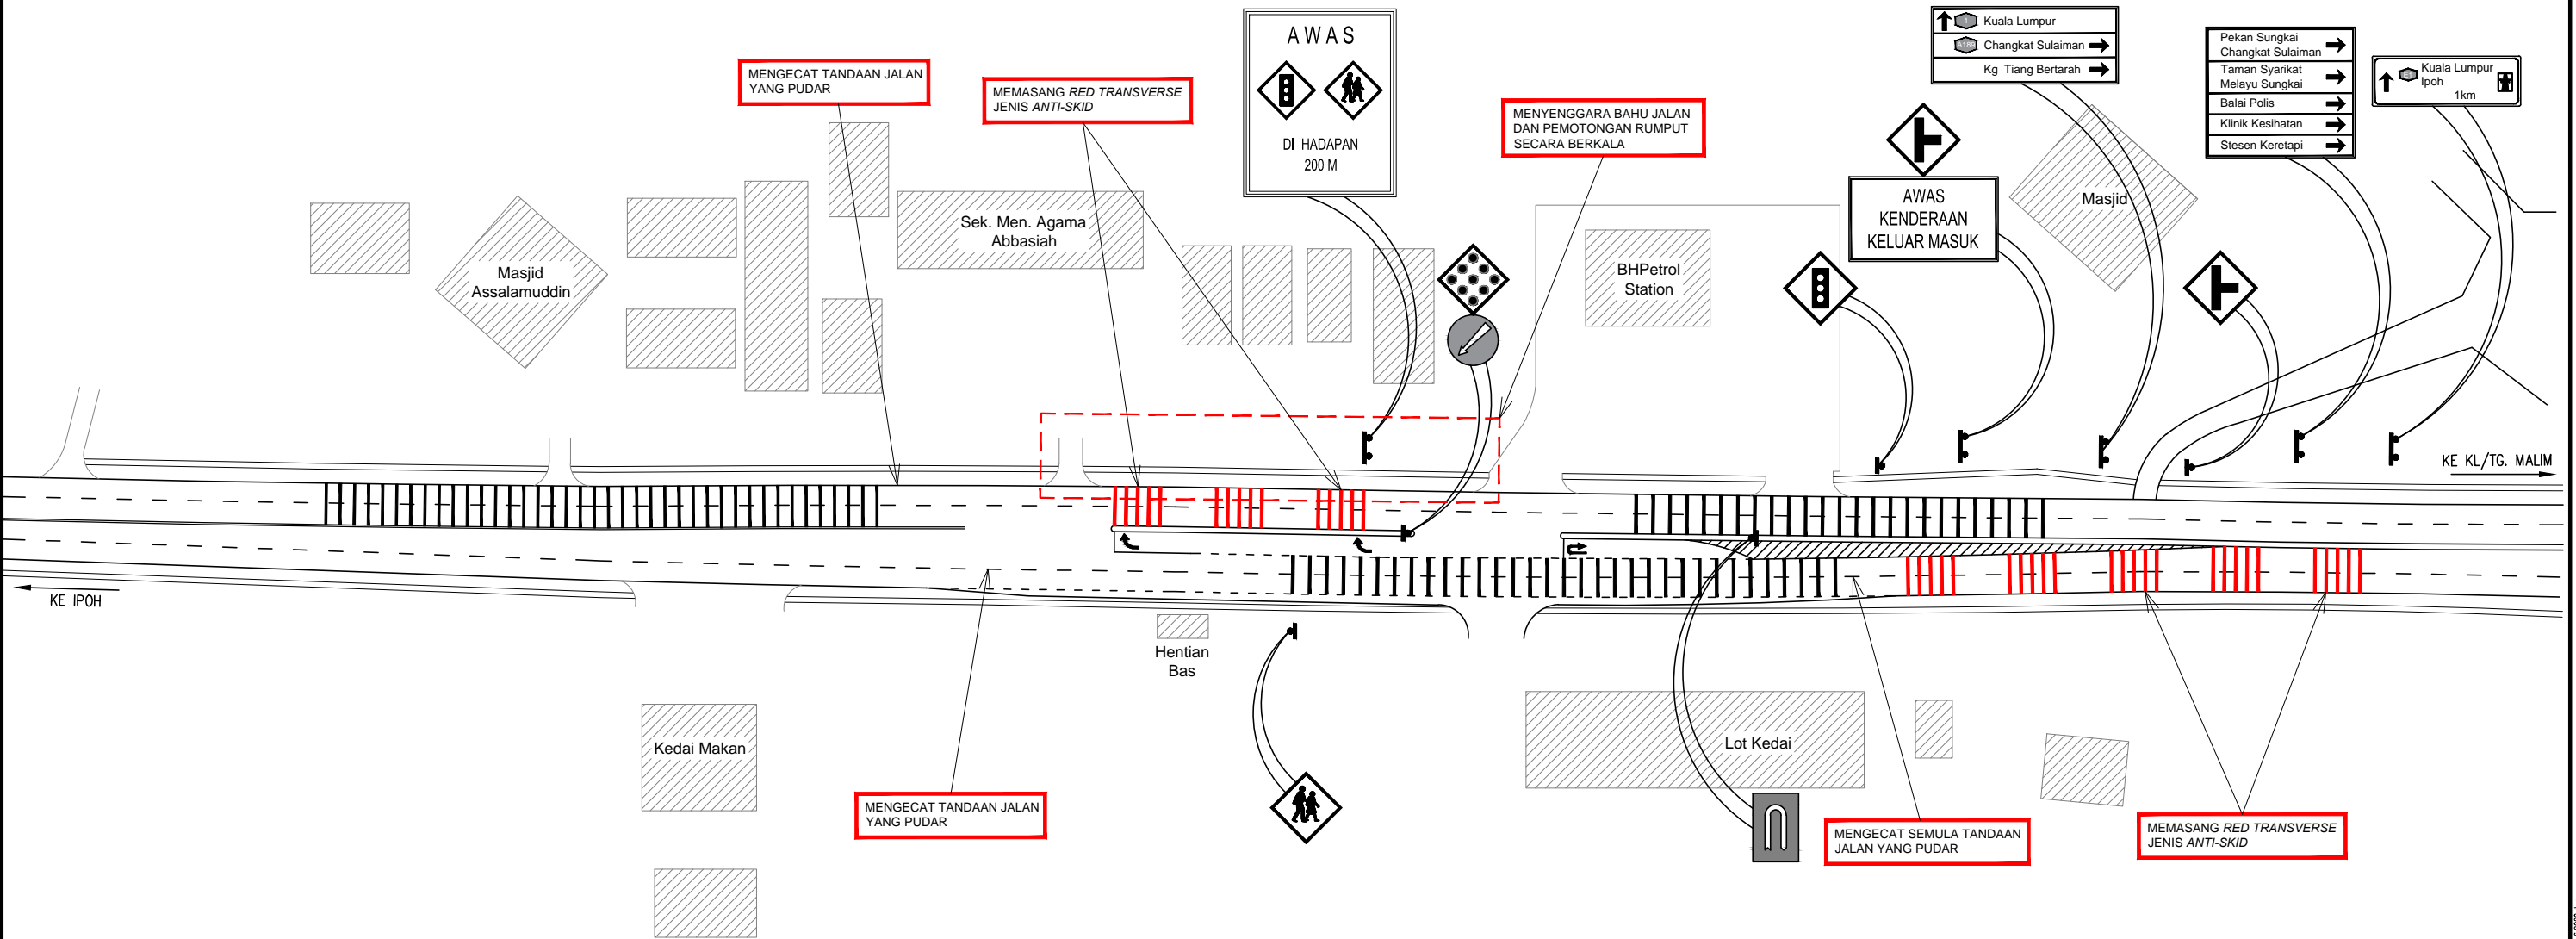 AWAS
DI HADAPAN
200 M
1 Kuala Lumpur
A189 Changkat Sulaiman
Kg Tiang Bertarah
Pekan Sungkai
Changkat Sulaiman
Taman Syarikat
Melayu Sungkai
Balai Polis
Klinik Kesihatan
Stesen Keretapi
E1 Kuala Lumpur
Ipoh
1km
MENGECAT TANDAAN JALAN
YANG PUDAR
MEMASANG RED TRANSVERSE
JENIS ANTI-SKID
MENYENGGARA BAHU JALAN
DAN PEMOTONGAN RUMPUT
SECARA BERKALA
AWAS
KENDERAAN
KELUAR MASUK
Masjid
Sek. Men. Agama
Abbasiah
Masjid
Assalamuddin
BHPetrol
Station
KE KL/TG. MALIM
KE IPOH
Hentian
Bas
Kedai Makan
Lot Kedai
MENGECAT TANDAAN JALAN
YANG PUDAR
MENGECAT SEMULA TANDAAN
JALAN YANG PUDAR
MEMASANG RED TRANSVERSE
JENIS ANTI-SKID